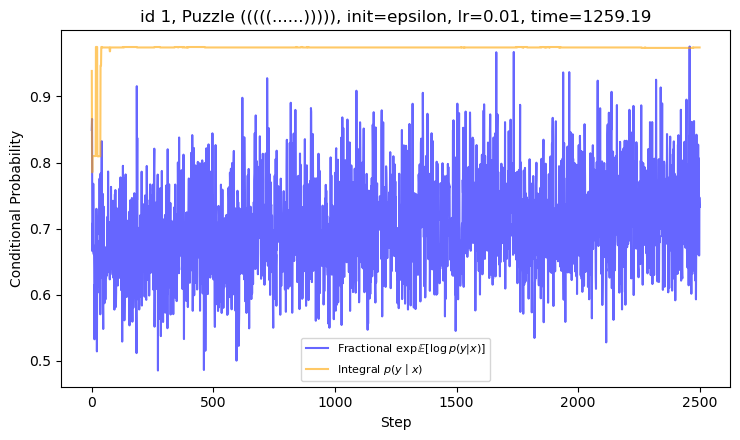 id 1, Puzzle (((((......))))), init=epsilon, lr=0.01, time=1259.19
Conditional Probability
0.9
0.8
0.7
0.6
0.5
Fractional exp𝔼[log p(y|x)]
Integral p(y | x)
0 500 1000 1500 2000 2500
Step